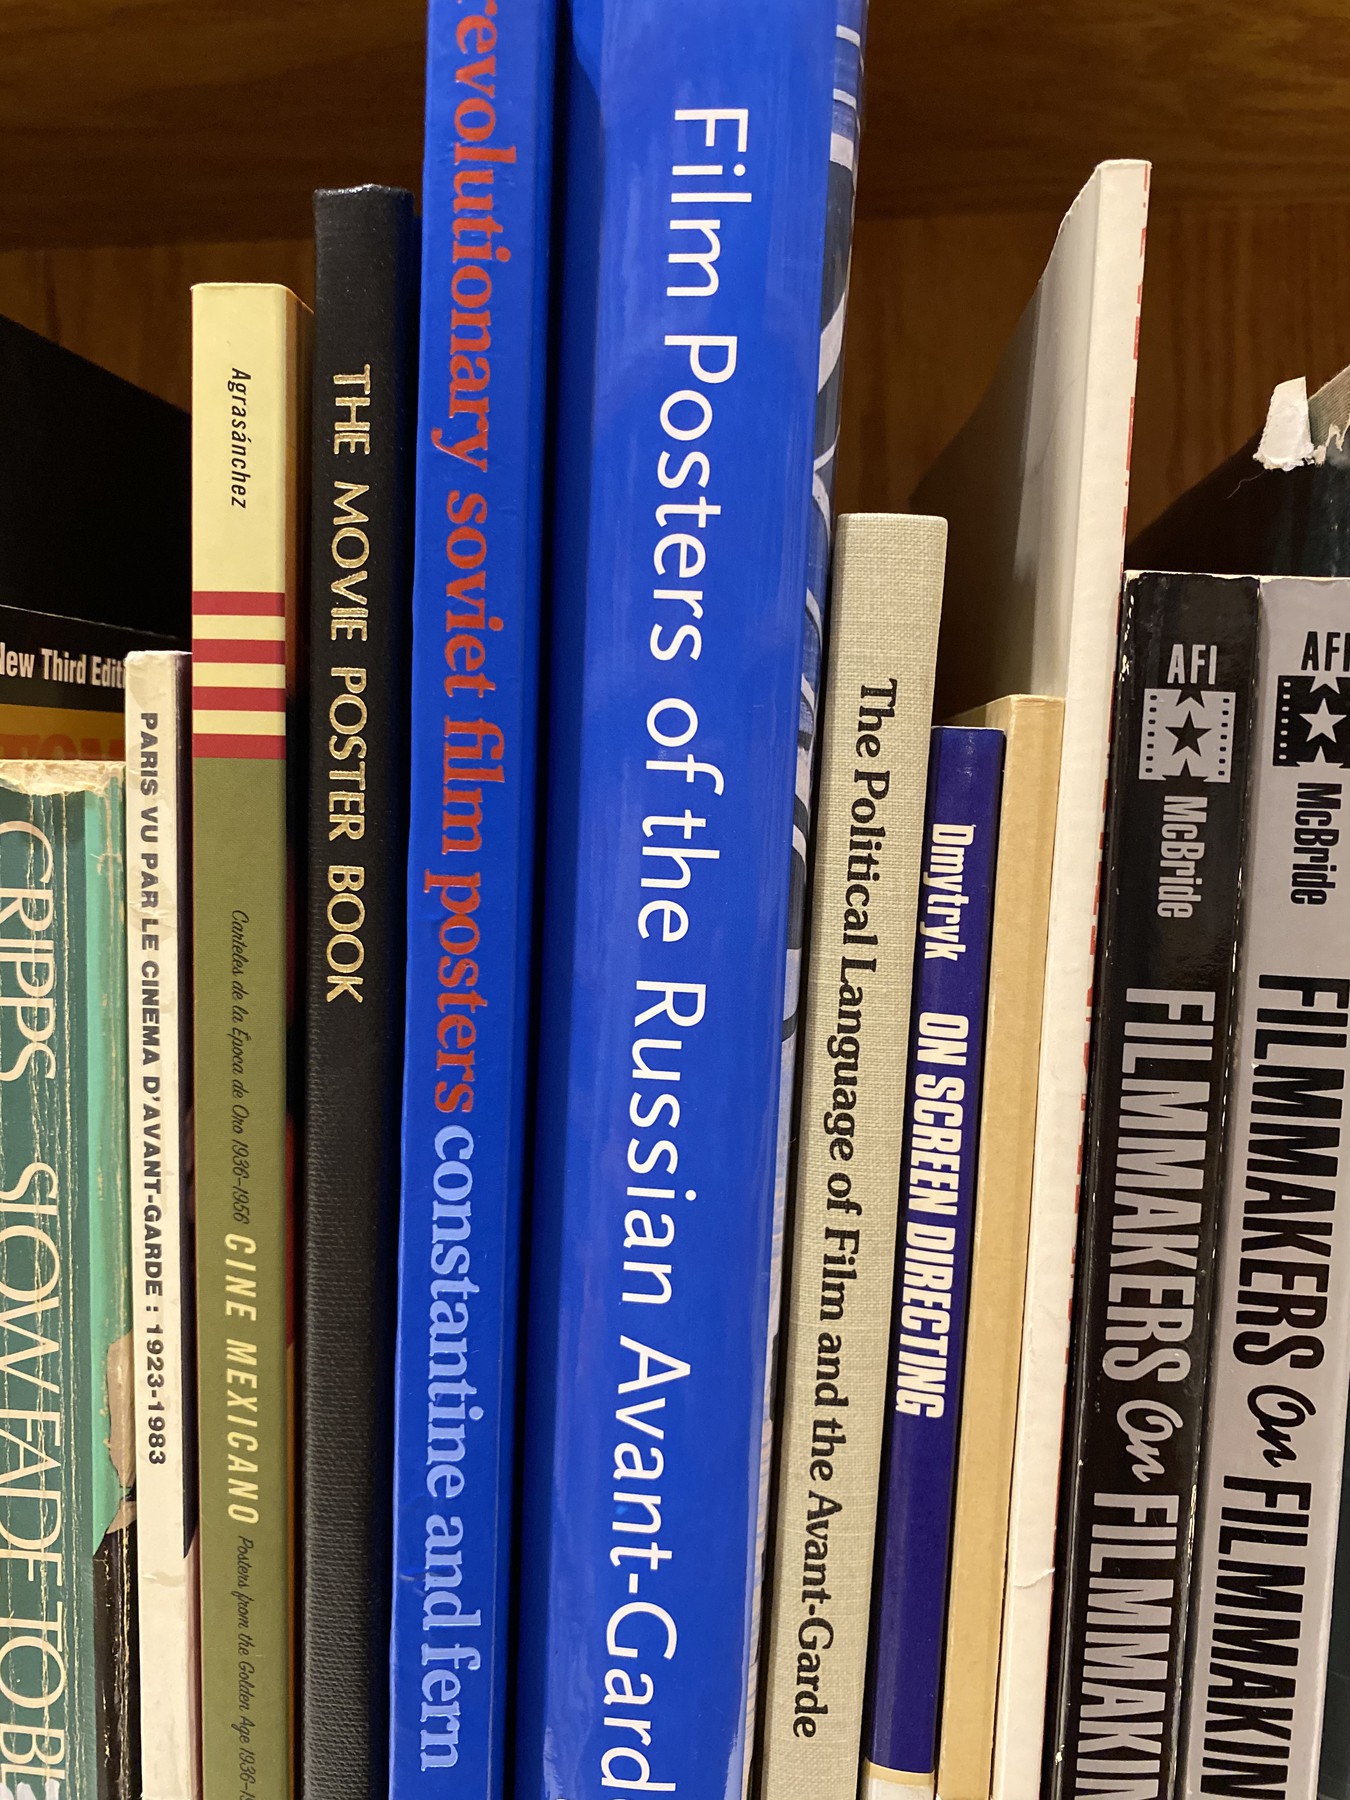 New Third Edit
CRIPPS SLOW FADE TO BL
PARIS VU PAR LE CINEMA D'AVANT-GARDE : 1923-1983
Agrasánchez
Carteles de la Época de Oro 1936-1956 CINE MEXICANO Posters from the Golden Age 1936-1
THE MOVIE POSTER BOOK
revolutionary soviet film posters constantine and fern
Film Posters of the Russian Avant-Gard
The Political Language of Film and the Avant-Garde
Dmytryk ON SCREEN DIRECTING
AFI
McBride FILMMAKERS On FILMMAKIN
AFI
McBride FILMMAKERS On FILMMAKIN